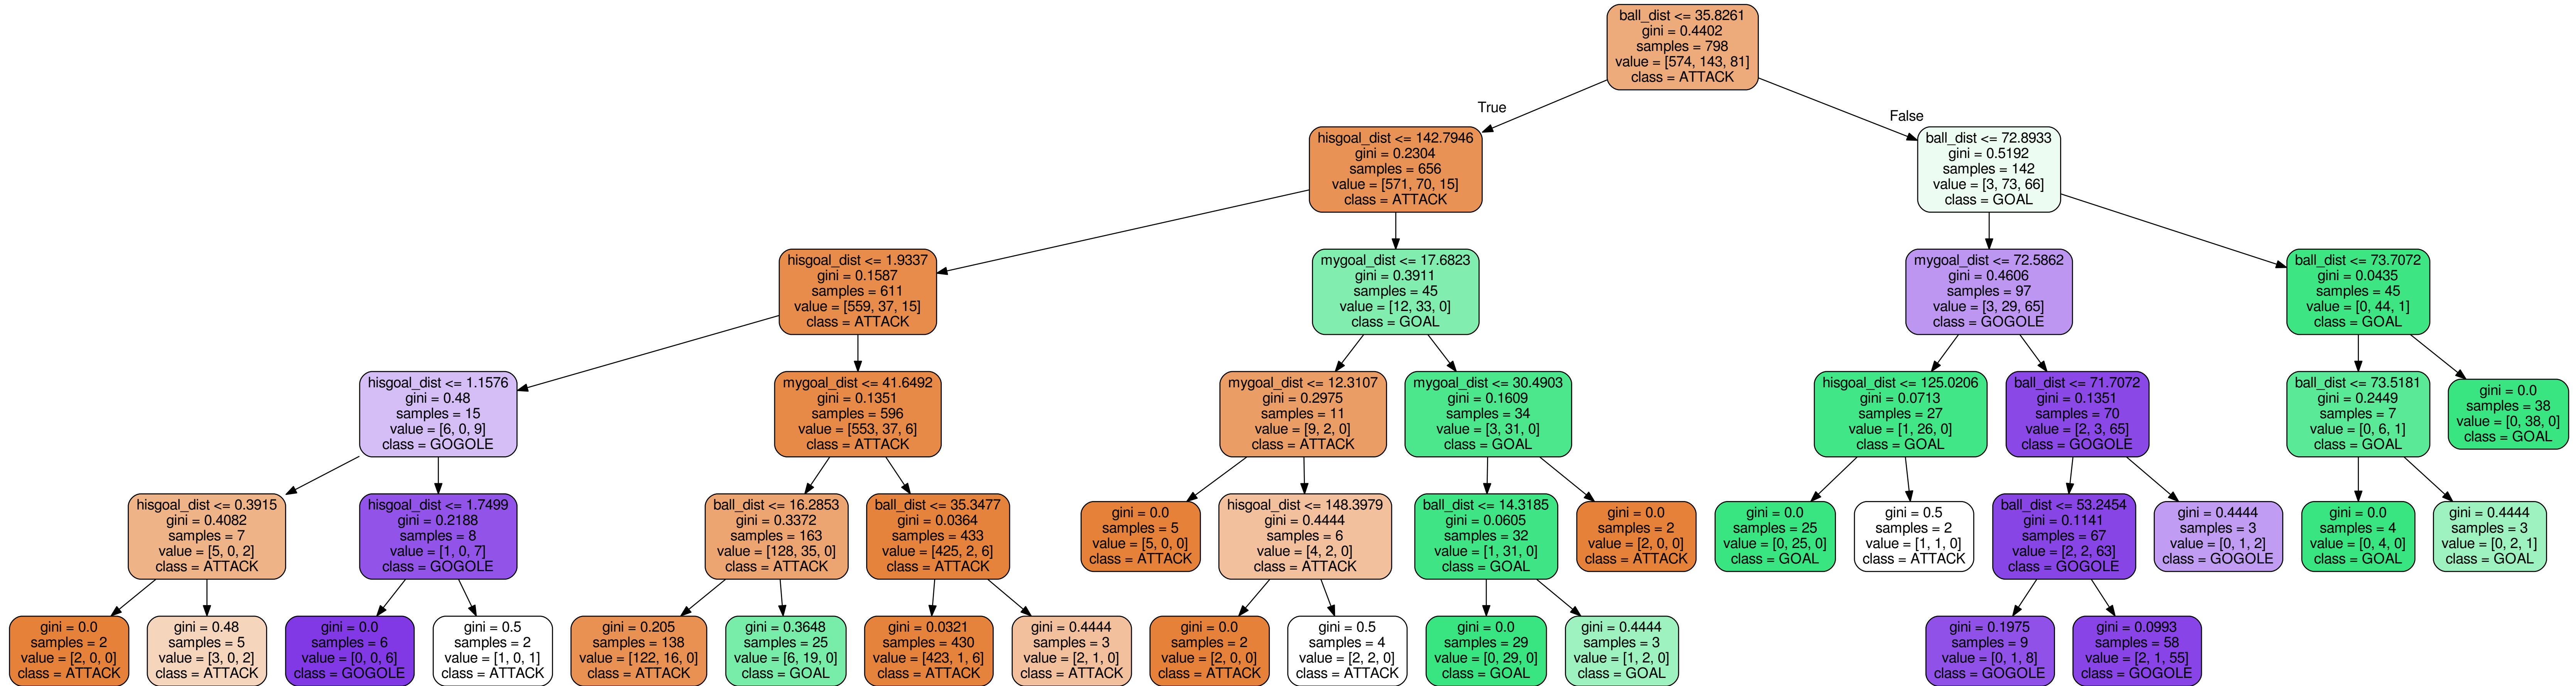 ball_dist <= 35.8261
gini = 0.4402
samples = 798
value = [574, 143, 81]
class = ATTACK
True
False
hisgoal_dist <= 142.7946
gini = 0.2304
samples = 656
value = [571, 70, 15]
class = ATTACK
ball_dist <= 72.8933
gini = 0.5192
samples = 142
value = [3, 73, 66]
class = GOAL
hisgoal_dist <= 1.9337
gini = 0.1587
samples = 611
value = [559, 37, 15]
class = ATTACK
mygoal_dist <= 17.6823
gini = 0.3911
samples = 45
value = [12, 33, 0]
class = GOAL
mygoal_dist <= 72.5862
gini = 0.4606
samples = 97
value = [3, 29, 65]
class = GOGOLE
ball_dist <= 73.7072
gini = 0.0435
samples = 45
value = [0, 44, 1]
class = GOAL
hisgoal_dist <= 1.1576
gini = 0.48
samples = 15
value = [6, 0, 9]
class = GOGOLE
mygoal_dist <= 41.6492
gini = 0.1351
samples = 596
value = [553, 37, 6]
class = ATTACK
mygoal_dist <= 12.3107
gini = 0.2975
samples = 11
value = [9, 2, 0]
class = ATTACK
mygoal_dist <= 30.4903
gini = 0.1609
samples = 34
value = [3, 31, 0]
class = GOAL
hisgoal_dist <= 125.0206
gini = 0.0713
samples = 27
value = [1, 26, 0]
class = GOAL
ball_dist <= 71.7072
gini = 0.1351
samples = 70
value = [2, 3, 65]
class = GOGOLE
ball_dist <= 73.5181
gini = 0.2449
samples = 7
value = [0, 6, 1]
class = GOAL
gini = 0.0
samples = 38
value = [0, 38, 0]
class = GOAL
hisgoal_dist <= 0.3915
gini = 0.4082
samples = 7
value = [5, 0, 2]
class = ATTACK
hisgoal_dist <= 1.7499
gini = 0.2188
samples = 8
value = [1, 0, 7]
class = GOGOLE
ball_dist <= 16.2853
gini = 0.3372
samples = 163
value = [128, 35, 0]
class = ATTACK
ball_dist <= 35.3477
gini = 0.0364
samples = 433
value = [425, 2, 6]
class = ATTACK
gini = 0.0
samples = 5
value = [5, 0, 0]
class = ATTACK
hisgoal_dist <= 148.3979
gini = 0.4444
samples = 6
value = [4, 2, 0]
class = ATTACK
ball_dist <= 14.3185
gini = 0.0605
samples = 32
value = [1, 31, 0]
class = GOAL
gini = 0.0
samples = 2
value = [2, 0, 0]
class = ATTACK
gini = 0.0
samples = 25
value = [0, 25, 0]
class = GOAL
gini = 0.5
samples = 2
value = [1, 1, 0]
class = ATTACK
ball_dist <= 53.2454
gini = 0.1141
samples = 67
value = [2, 2, 63]
class = GOGOLE
gini = 0.4444
samples = 3
value = [0, 1, 2]
class = GOGOLE
gini = 0.0
samples = 4
value = [0, 4, 0]
class = GOAL
gini = 0.4444
samples = 3
value = [0, 2, 1]
class = GOAL
gini = 0.0
samples = 2
value = [2, 0, 0]
class = ATTACK
gini = 0.48
samples = 5
value = [3, 0, 2]
class = ATTACK
gini = 0.0
samples = 6
value = [0, 0, 6]
class = GOGOLE
gini = 0.5
samples = 2
value = [1, 0, 1]
class = ATTACK
gini = 0.205
samples = 138
value = [122, 16, 0]
class = ATTACK
gini = 0.3648
samples = 25
value = [6, 19, 0]
class = GOAL
gini = 0.0321
samples = 430
value = [423, 1, 6]
class = ATTACK
gini = 0.4444
samples = 3
value = [2, 1, 0]
class = ATTACK
gini = 0.0
samples = 2
value = [2, 0, 0]
class = ATTACK
gini = 0.5
samples = 4
value = [2, 2, 0]
class = ATTACK
gini = 0.0
samples = 29
value = [0, 29, 0]
class = GOAL
gini = 0.4444
samples = 3
value = [1, 2, 0]
class = GOAL
gini = 0.1975
samples = 9
value = [0, 1, 8]
class = GOGOLE
gini = 0.0993
samples = 58
value = [2, 1, 55]
class = GOGOLE